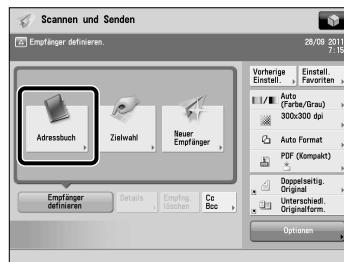 Scannen und Senden
Empfänger definieren.
28/09 2011
7:15
Adressbuch
Zielwahl
Neuer
Empfänger
Empfänger
definieren
Details
Empfng.
löschen
Cc
Bcc
Vorherige
Einstell.
Einstell.
Favoriten
Auto
(Farbe/Grau)
300x300 dpi
Auto Format
PDF (Kompakt)
Doppelseitig.
Original
Unterschiedl.
Originalform.
Optionen